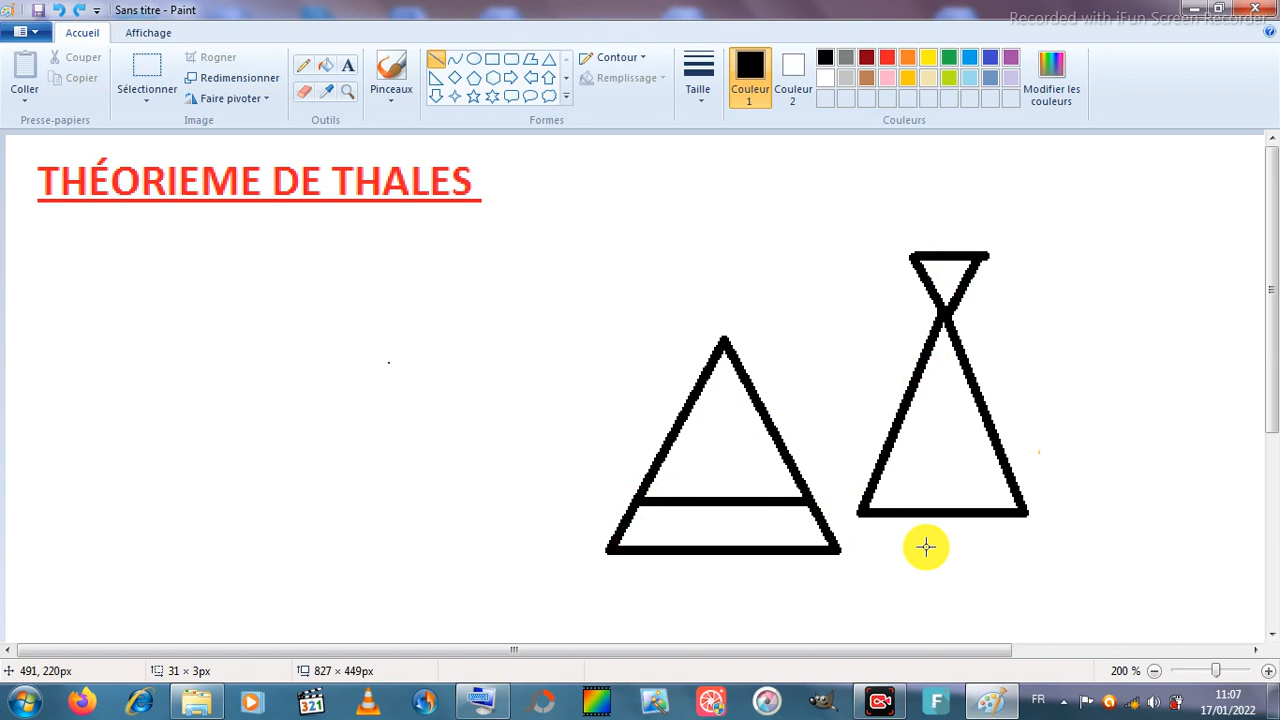 Sans titre - Paint
Recorded with iFun Screen Recorder
Accueil
Affichage
Coller
Couper
Copier
Presse-papiers
Sélectionner
Rogner
Redimensionner
Faire pivoter
Image
A
Outils
Pinceaux
Contour
Remplissage
Formes
Taille
Couleur
1
Couleur
2
Modifier les
couleurs
Couleurs
THÉORIEME DE THALES
491, 220px
31 × 3px
827 × 449px
200 %
321
F
FR
11:07
17/01/2022